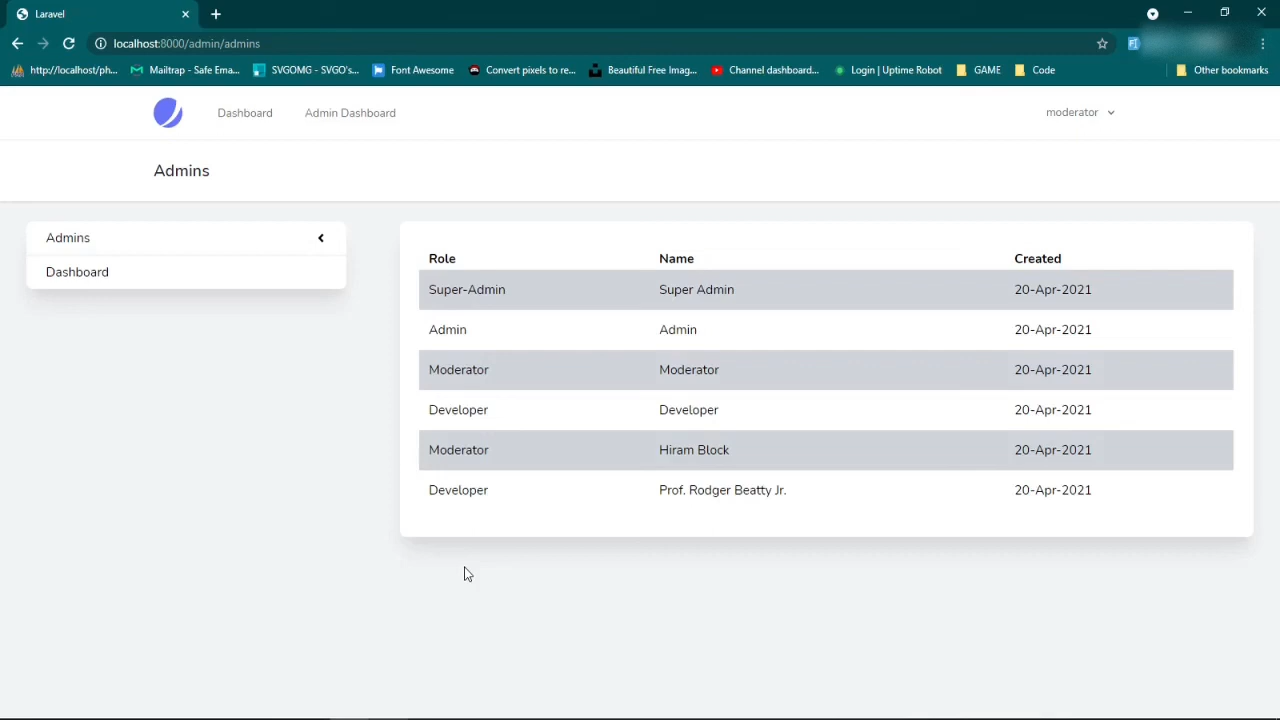 Laravel
localhost:8000/admin/admins
http://localhost/ph... Mailtrap - Safe Ema... SVGOMG - SVGO's... Font Awesome Convert pixels to re... Beautiful Free Imag... Channel dashboard... Login | Uptime Robot GAME Code Other bookmarks
Dashboard Admin Dashboard moderator
Admins
Admins
Dashboard
Role Name Created
Super-Admin Super Admin 20-Apr-2021
Admin Admin 20-Apr-2021
Moderator Moderator 20-Apr-2021
Developer Developer 20-Apr-2021
Moderator Hiram Block 20-Apr-2021
Developer Prof. Rodger Beatty Jr. 20-Apr-2021